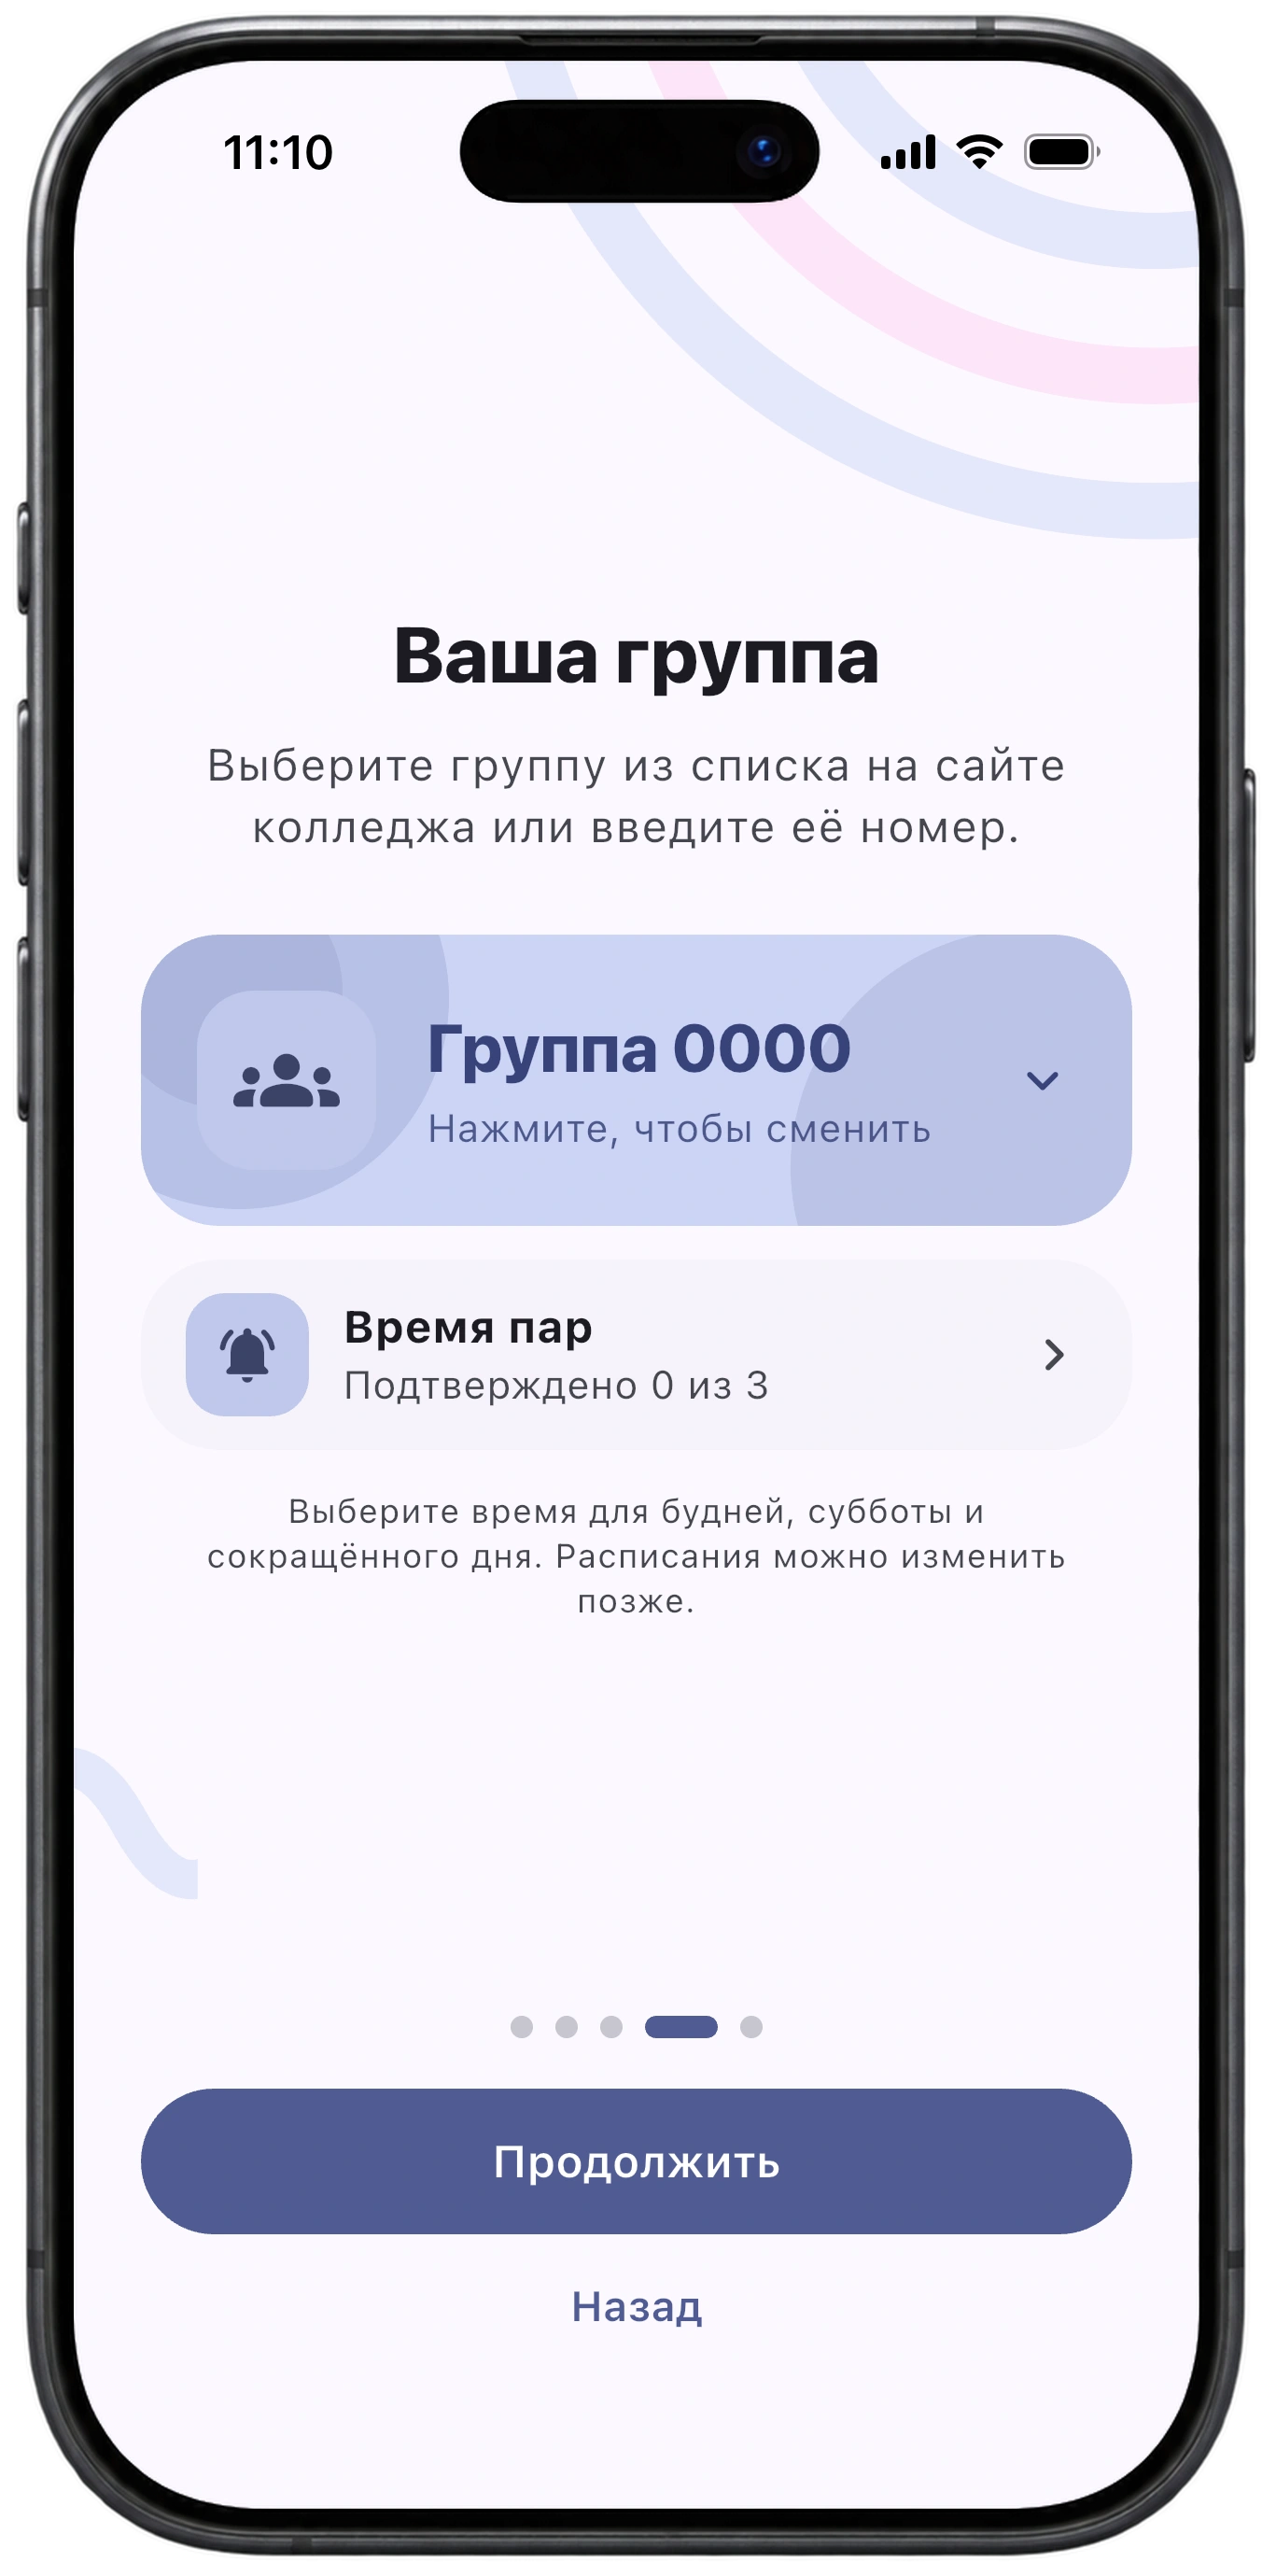 11:10
Ваша группа
Выберите группу из списка на сайте
колледжа или введите её номер.
Группа 0000
Нажмите, чтобы сменить
Время пар
Подтверждено 0 из 3
Выберите время для будней, субботы и
сокращённого дня. Расписания можно изменить
позже.
Продолжить
Назад